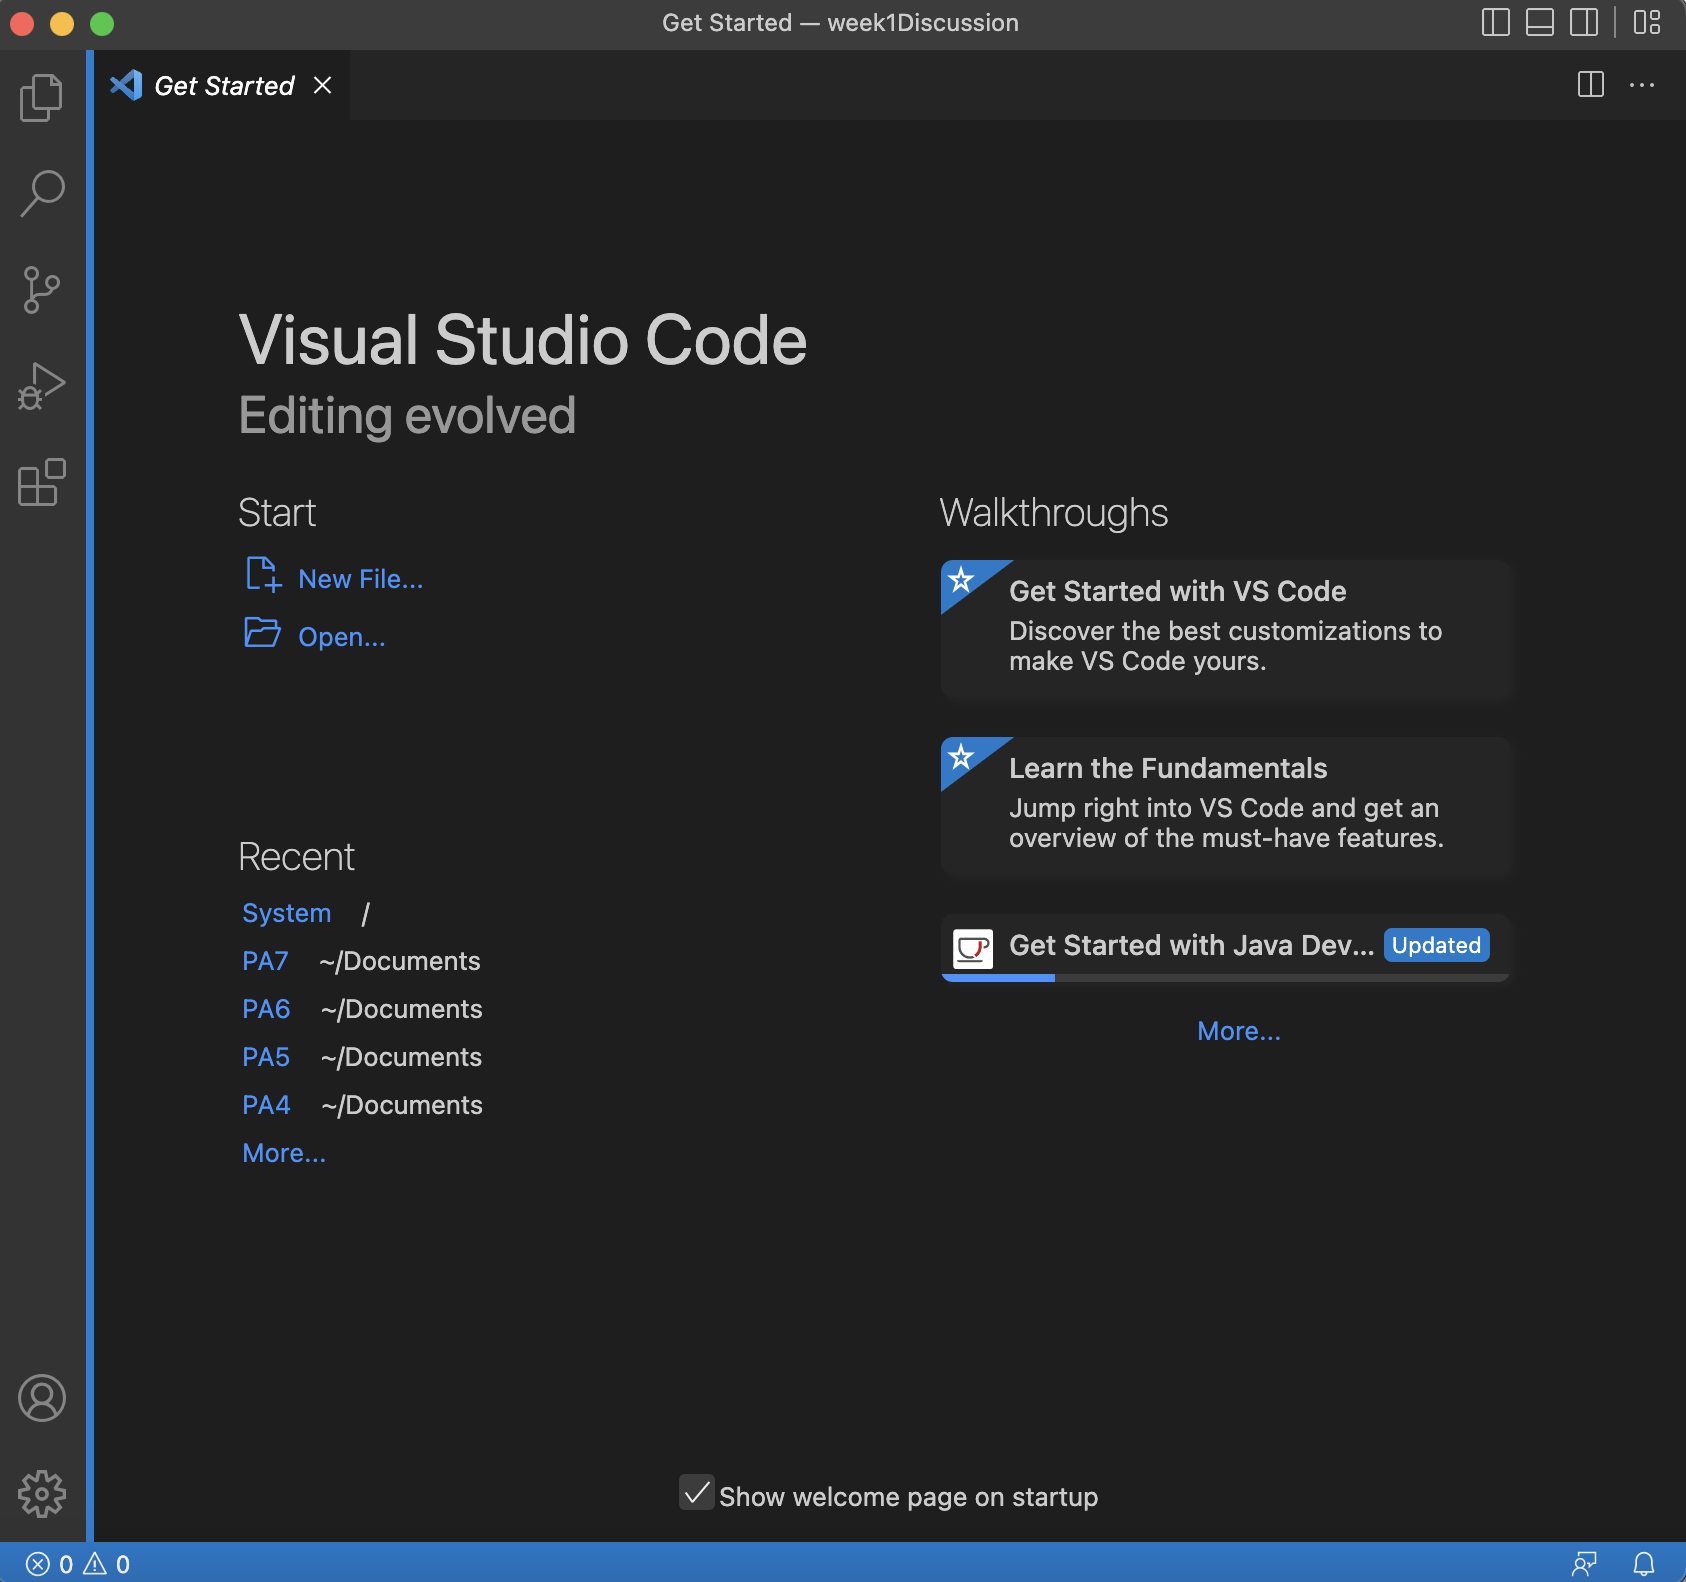 Get Started — week1Discussion
Get Started
Visual Studio Code
Editing evolved
Start
New File...
Open...
Recent
System /
PA7 ~/Documents
PA6 ~/Documents
PA5 ~/Documents
PA4 ~/Documents
More...
Walkthroughs
Get Started with VS Code
Discover the best customizations to
make VS Code yours.
Learn the Fundamentals
Jump right into VS Code and get an
overview of the must-have features.
Get Started with Java Dev... Updated
More...
Show welcome page on startup
0 0